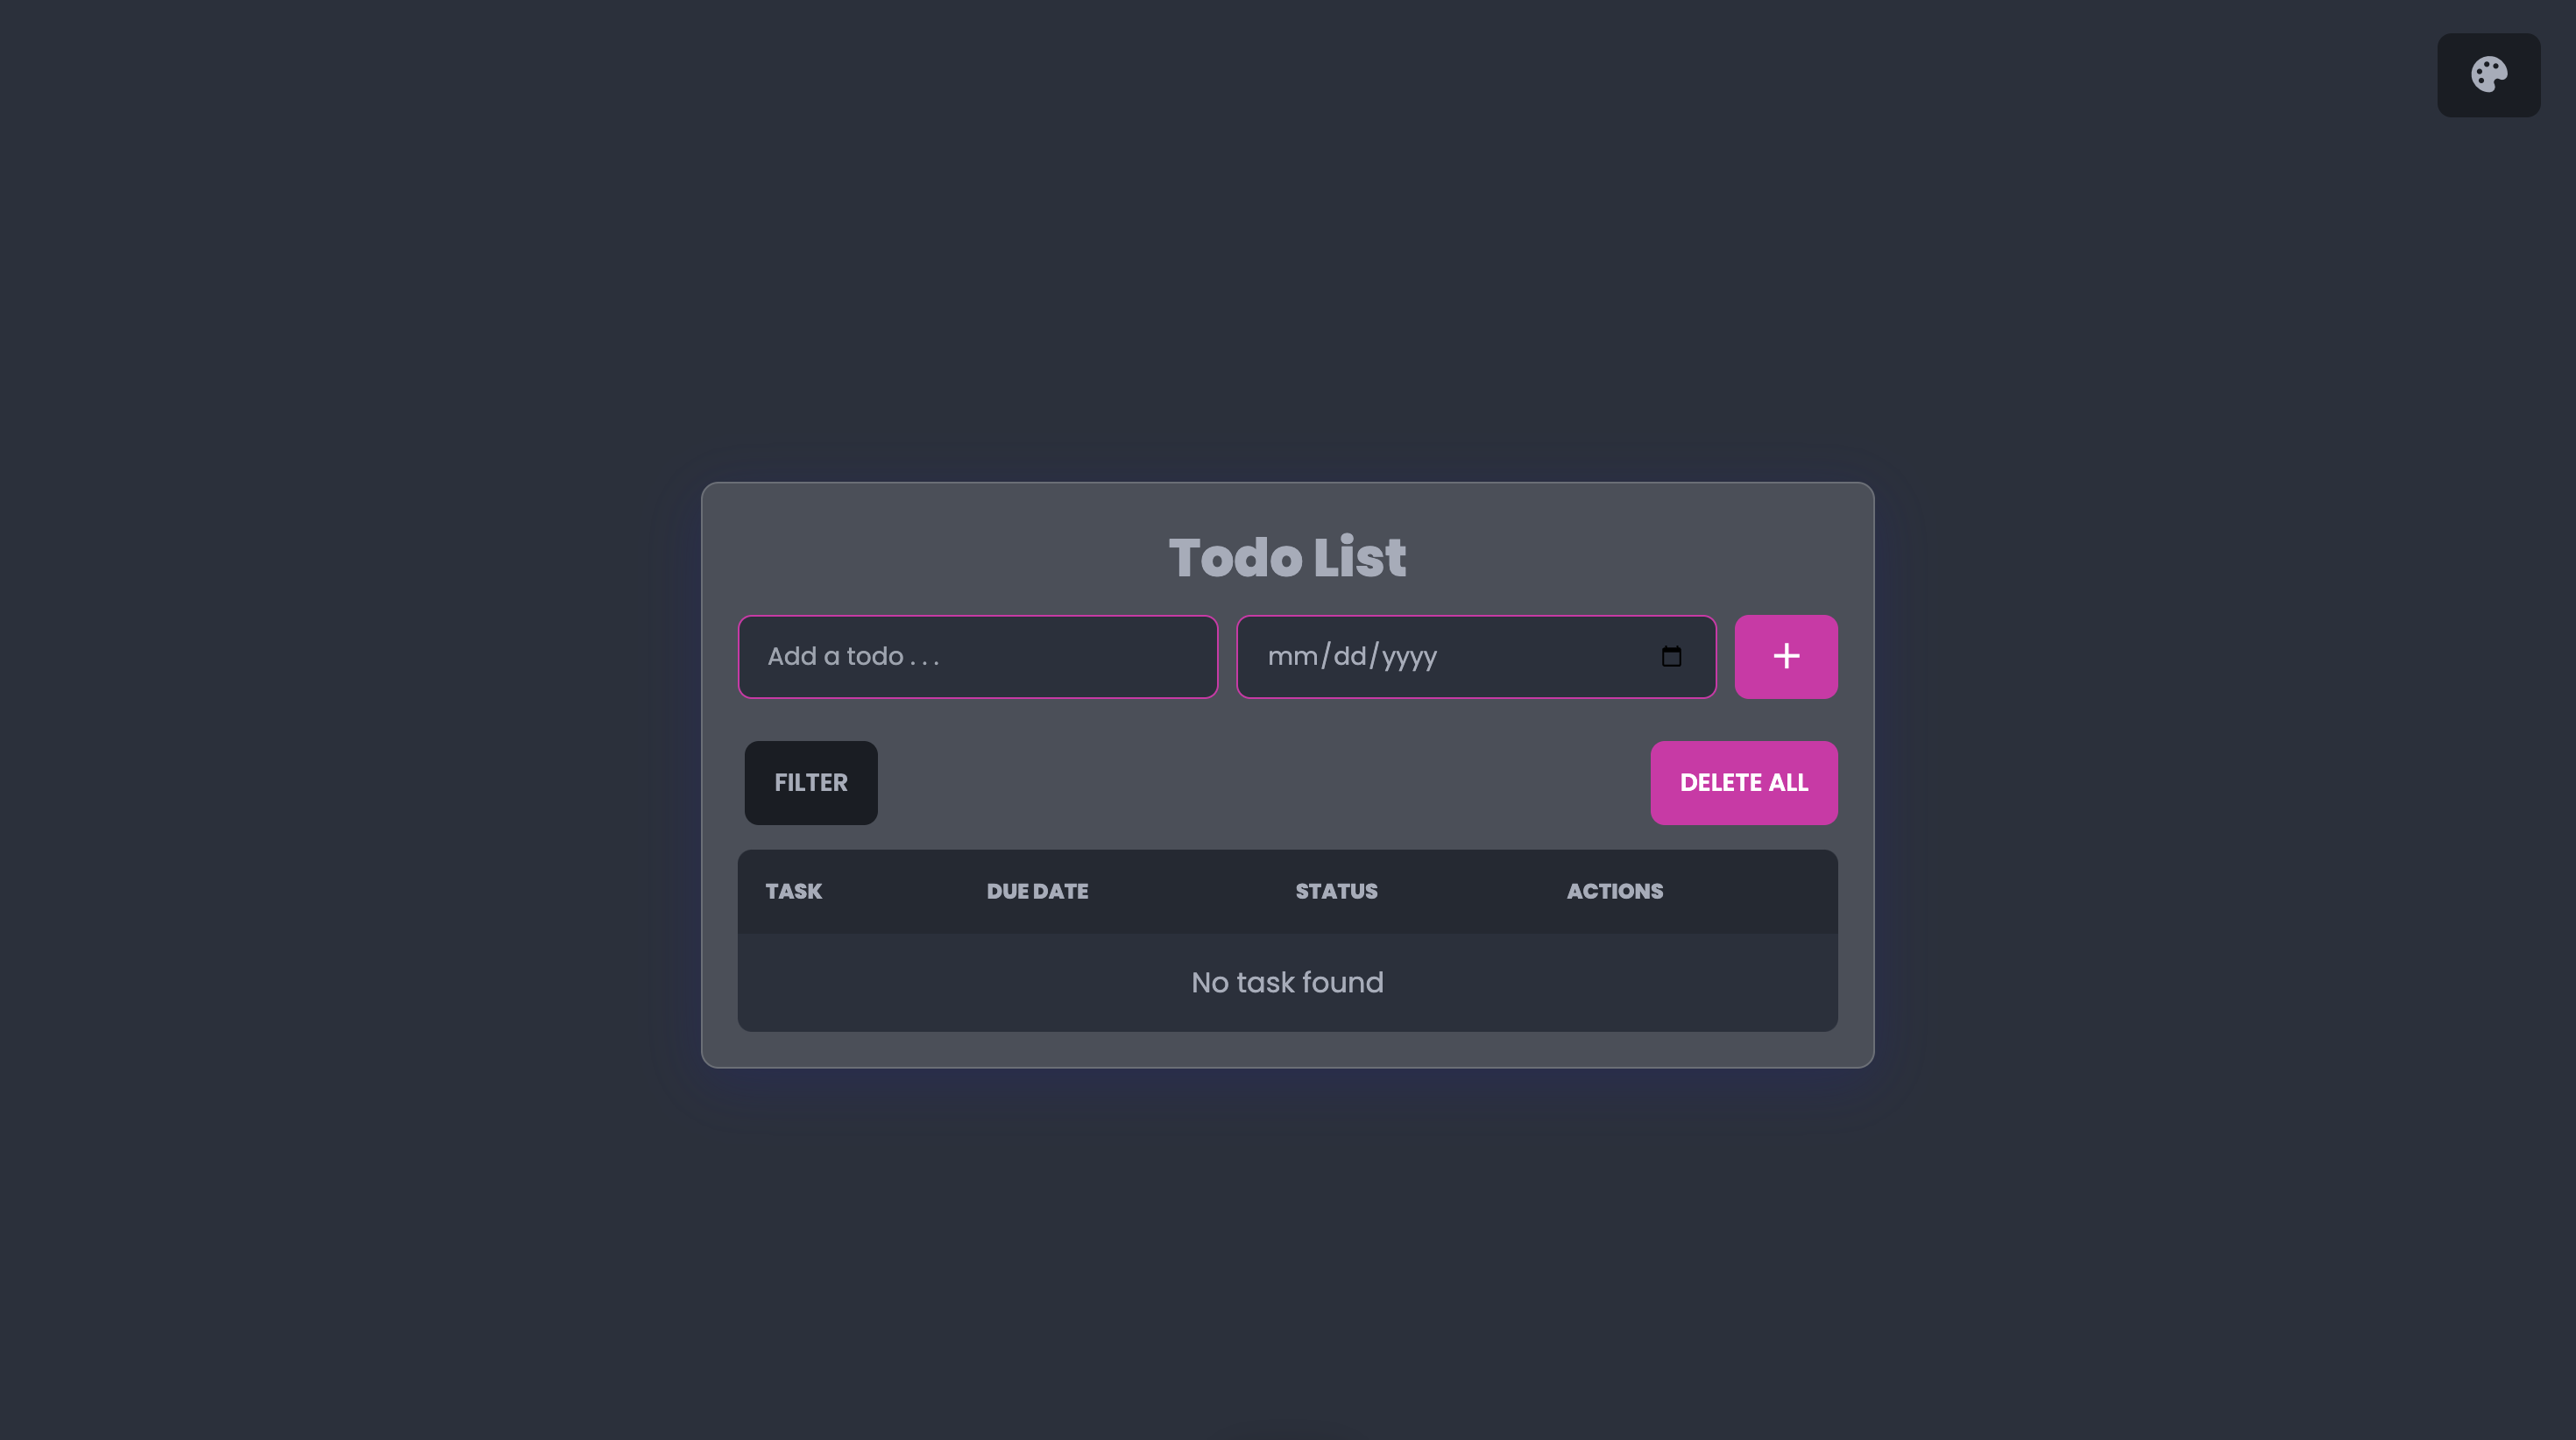 Todo List
Add a todo . . .
mm/dd/yyyy
+
FILTER
DELETE ALL
TASK DUE DATE STATUS ACTIONS
No task found